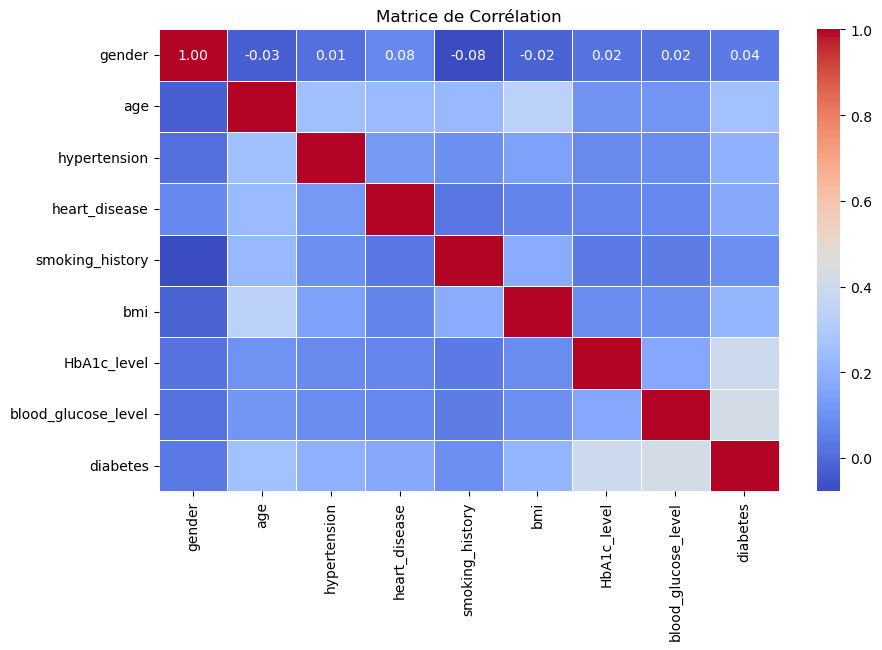 Matrice de Corrélation
gender 1.00 -0.03 0.01 0.08 -0.08 -0.02 0.02 0.02 0.04
age
hypertension
heart_disease
smoking_history
bmi
HbA1c_level
blood_glucose_level
diabetes
gender age hypertension heart_disease smoking_history bmi HbA1c_level blood_glucose_level diabetes
1.0
0.8
0.6
0.4
0.2
0.0